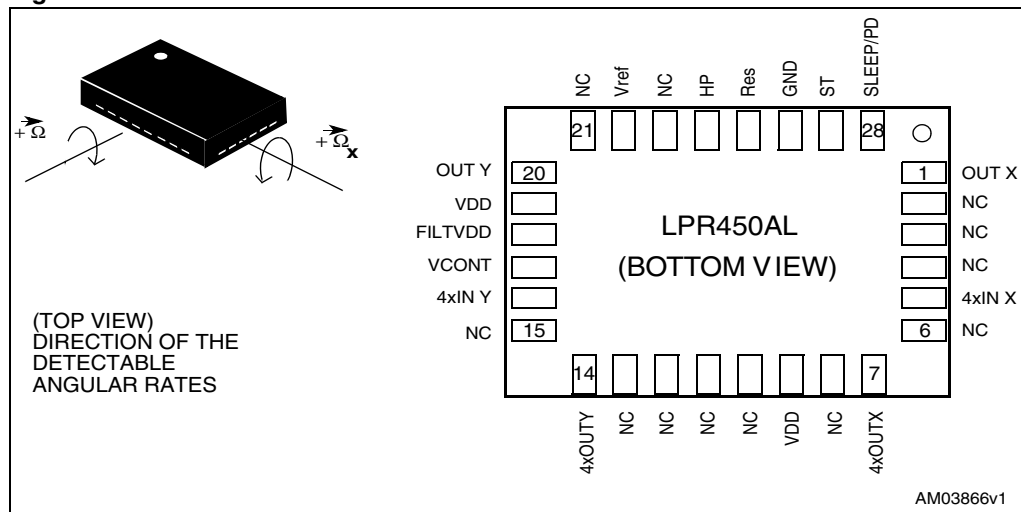 NC
Vref
NC
HP
Res
GND
ST
SLEEP/PD
21
28
+ Ω
+ Ω x
OUT Y
20
1
OUT X
VDD
NC
FILTVDD
NC
LPR450AL
VCONT
NC
(BOTTOM VIEW)
4xIN Y
4xIN X
NC
15
6
NC
(TOP VIEW)
DIRECTION OF THE
DETECTABLE
ANGULAR RATES
14
7
4xOUTY
NC
NC
NC
NC
VDD
NC
4xOUTX
AM03866v1